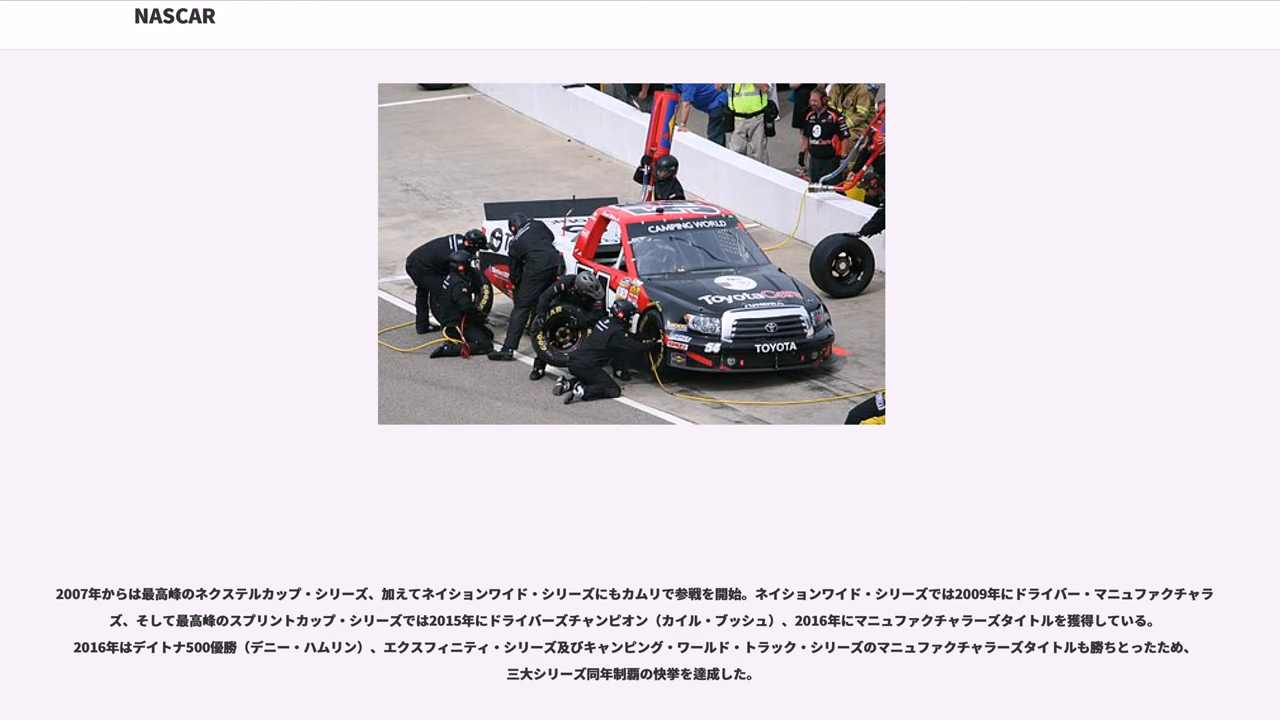 NASCAR
CAMPING WORLD
ToyotaCare
TOYOTA
54
2007年からは最高峰のネクステルカップ・シリーズ、加えてネイションワイド・シリーズにもカムリで参戦を開始。ネイションワイド・シリーズでは2009年にドライバー・マニュファクチャラ
ズ、そして最高峰のスプリントカップ・シリーズでは2015年にドライバーズチャンピオン（カイル・ブッシュ）、2016年にマニュファクチャラーズタイトルを獲得している。
2016年はデイトナ500優勝（デニー・ハムリン）、エクスフィニティ・シリーズ及びキャンピング・ワールド・トラック・シリーズのマニュファクチャラーズタイトルも勝ちとったため、
三大シリーズ同年制覇の快挙を達成した。